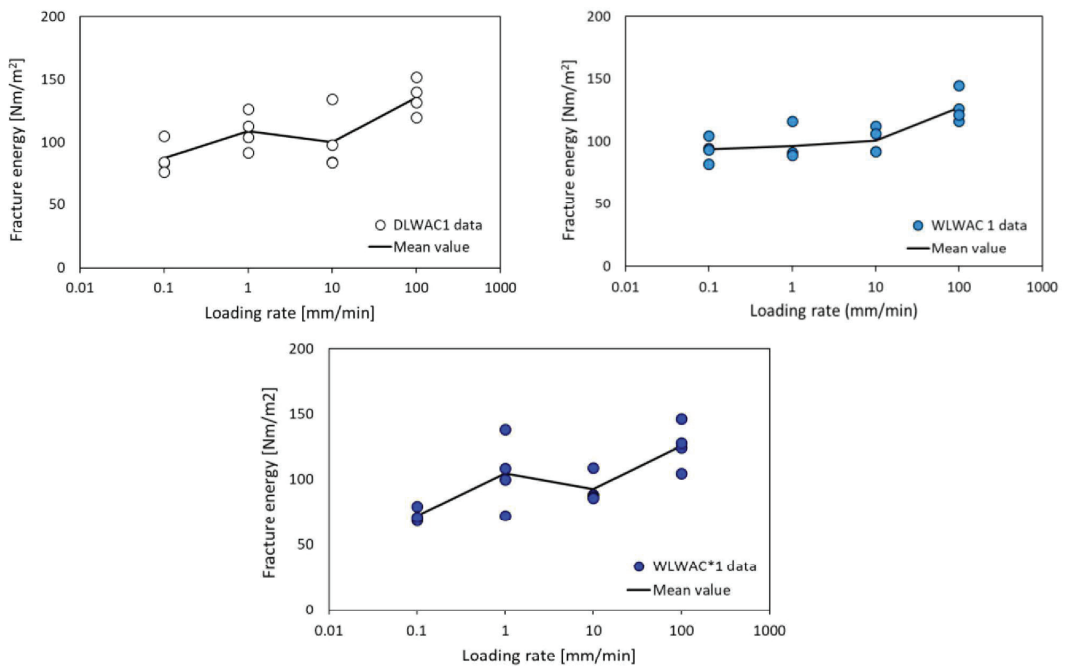 200
150
100
50
0
Fracture energy [Nm/m²]
DLWAC1 data
Mean value
0.01 0.1 1 10 100 1000
Loading rate [mm/min]
200
150
100
50
0
Fracture energy [Nm/m²]
WLWAC 1 data
Mean value
0.01 0.1 1 10 100 1000
Loading rate (mm/min)
200
150
100
50
0
Fracture energy [Nm/m2]
WLWAC*1 data
Mean value
0.01 0.1 1 10 100 1000
Loading rate [mm/min]